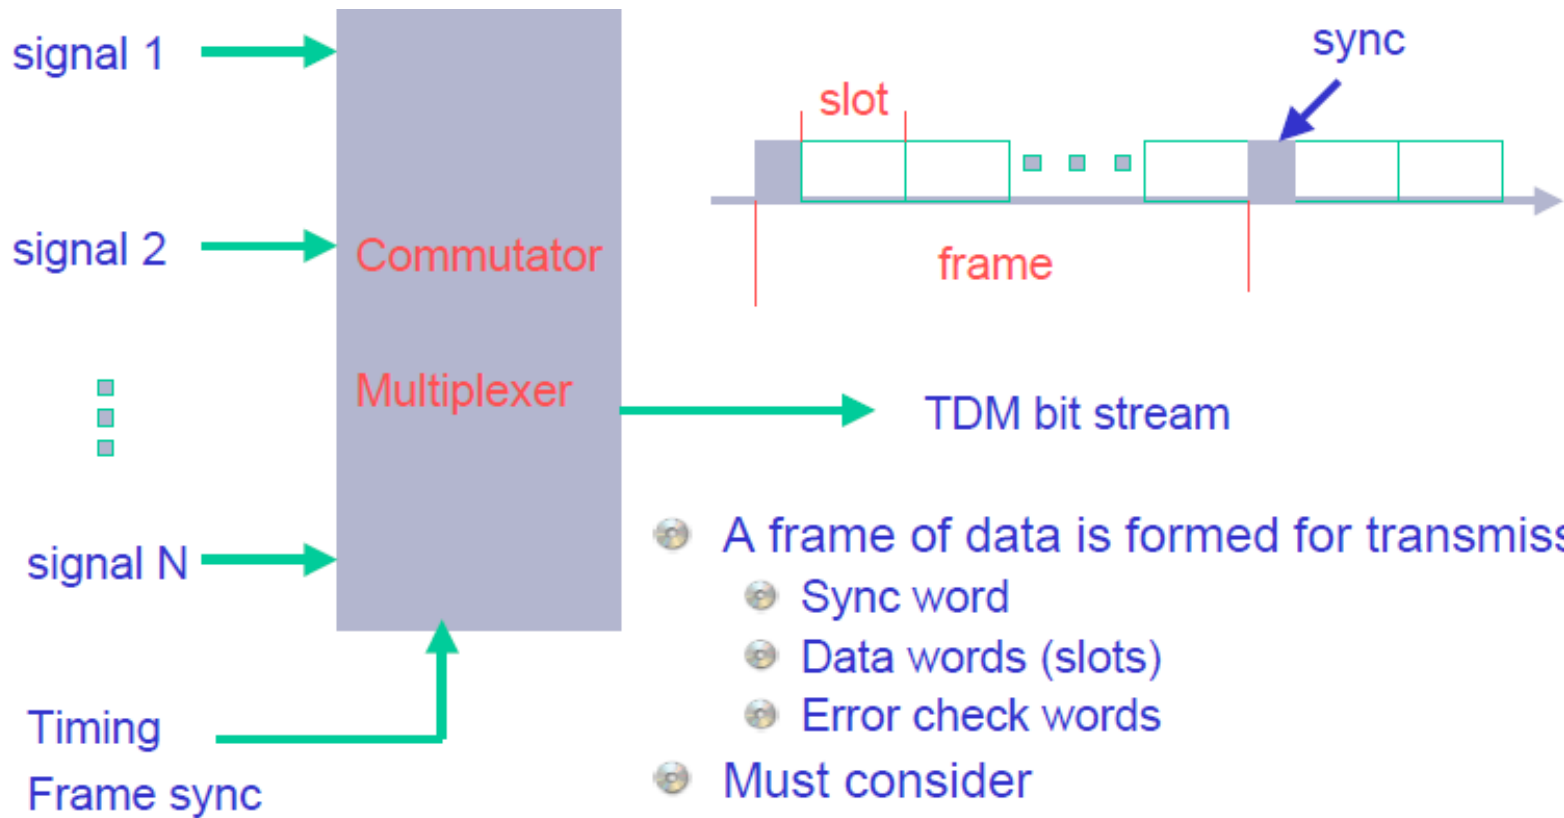 signal 1
signal 2
signal N
Timing
Frame sync
Commutator
Multiplexer
sync
slot
frame
TDM bit stream
A frame of data is formed for transmiss
Sync word
Data words (slots)
Error check words
Must consider